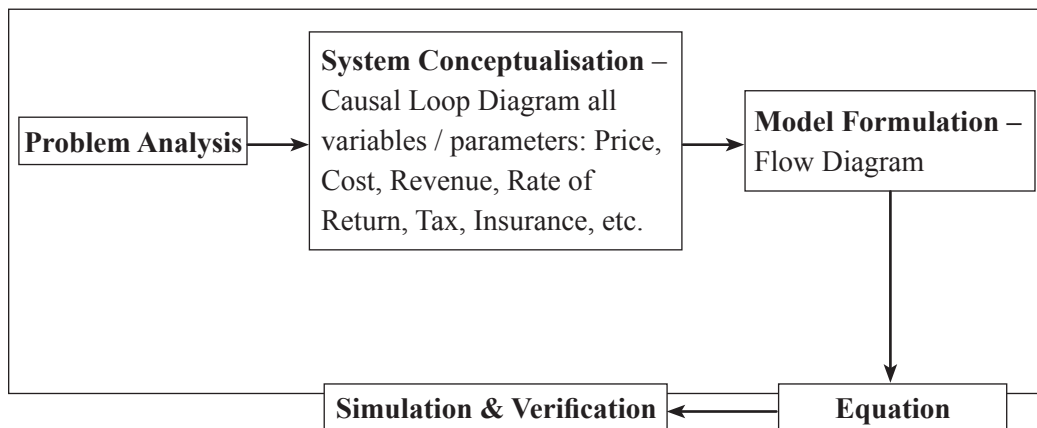 Problem Analysis
System Conceptualisation –
Causal Loop Diagram all
variables / parameters: Price,
Cost, Revenue, Rate of
Return, Tax, Insurance, etc.
Model Formulation –
Flow Diagram
Equation
Simulation & Verification